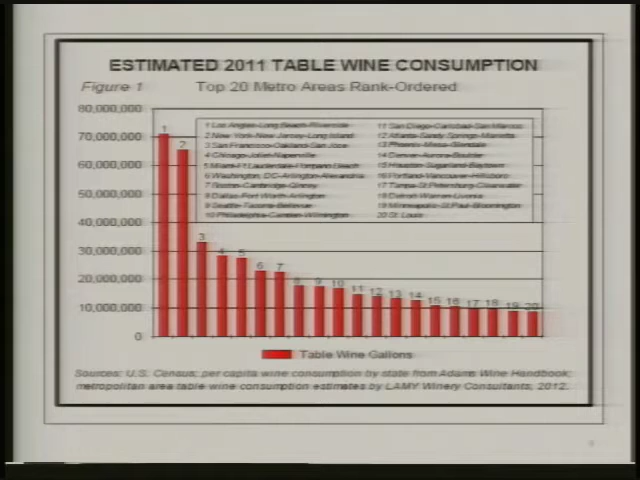 ESTIMATED 2011 TABLE WINE CONSUMPTION
Figure 1
Top 20 Metro Areas Rank-Ordered
80,000,000
70,000,000
60,000,000
50,000,000
40,000,000
30,000,000
20,000,000
10,000,000
0
1 Los Angles-Long Beach-Riverside
2 New York-New Jersey-Long Island
3 San Francisco-Oakland-San Jose
4 Chicago-Joliet-Naperville
5 Miami-Ft Lauderdale-Pompano Beach
6 Washington, DC-Arlington-Alexandria
7 Boston-Cambridge-Qinney
8 Dallas-Fort Worth-Arlington
9 Seattle-Tacoma-Bellevue
10 Philadelphia-Camden-Wilmington
11 San Diego-Carlsbad-San Marcos
12 Atlanta-Sandy Springs-Marietta
13 Phoenix-Mesa-Glendale
14 Denver-Aurora-Boulder
15 Houston-Sugarland-Baytown
16 Portland-Vancouver-Hillsboro
17 Tampa-St.Petersburg-Clearwater
18 Detroit-Warren-Livonia
19 Minneapolis-St.Paul-Bloomington
20 St. Louis
1 2 3 4 5 6 7 8 9 10 11 12 13 14 15 16 17 18 19 20
Table Wine Gallons
Sources: U.S. Census; per capita wine consumption by state from Adams Wine Handbook;
metropolitan area table wine consumption estimates by LAMY Winery Consultants, 2012.